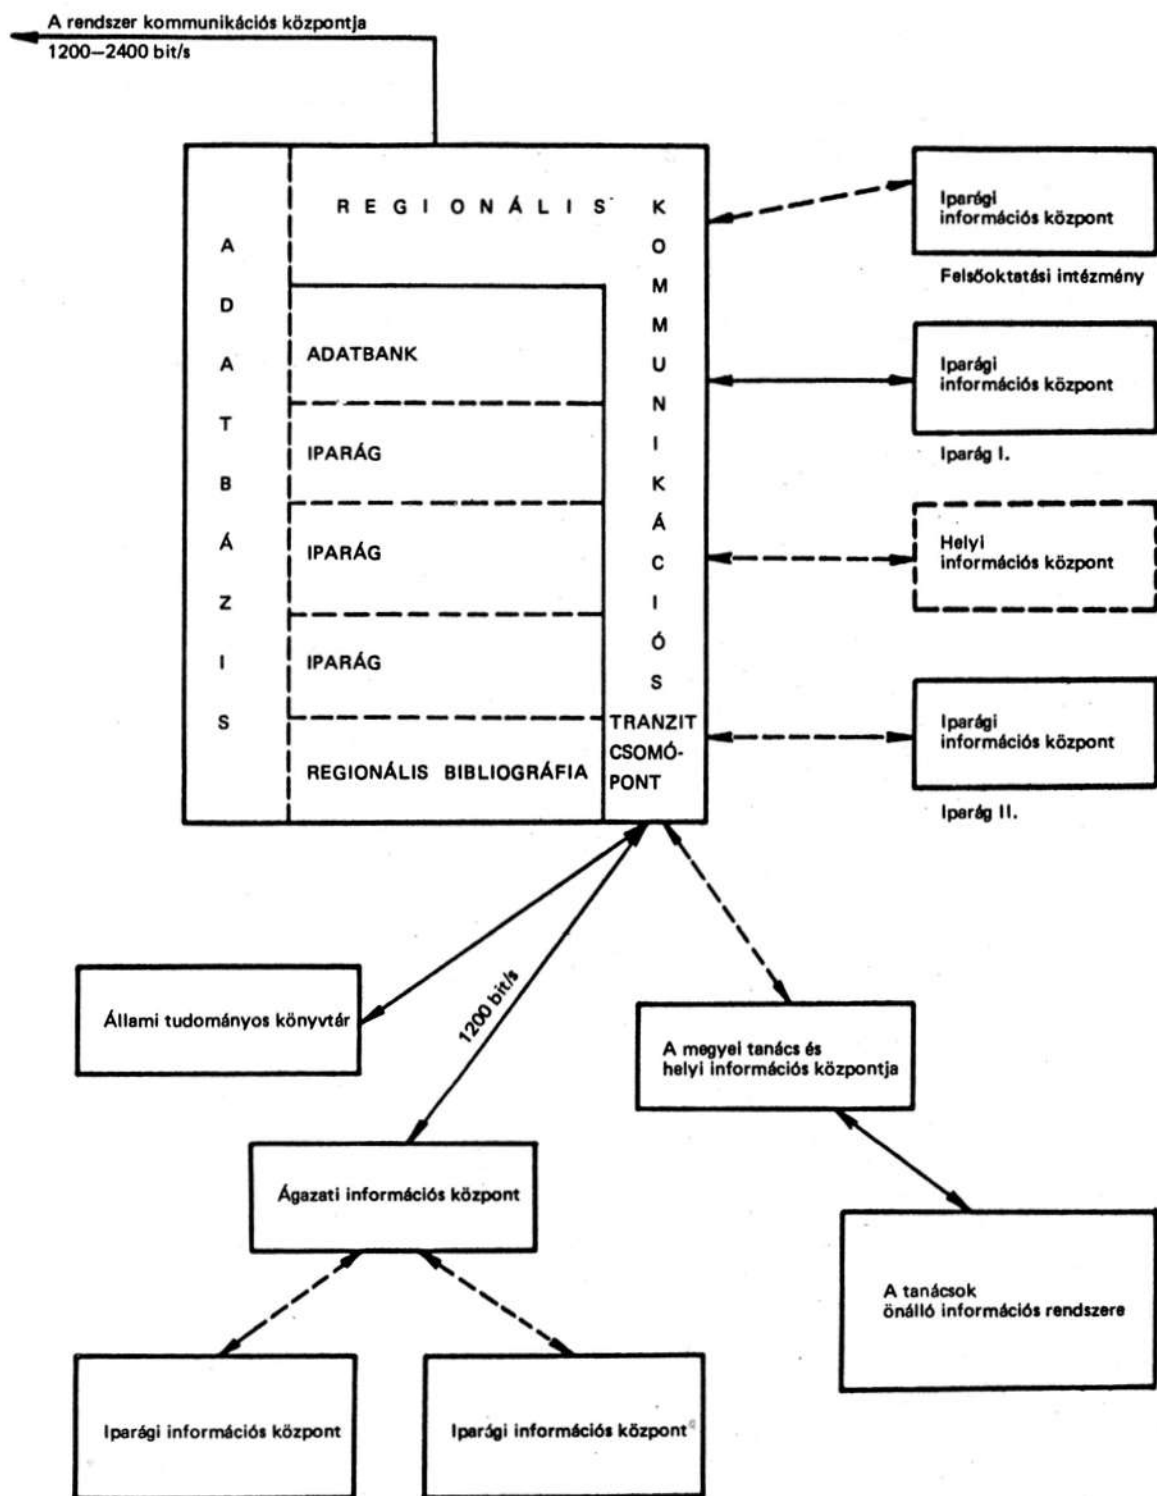 A rendszer kommunikációs központja
1200—2400 bit/s
REGIONÁLIS
KOMMUNIKÁCIÓS
TRANZIT
CSOMÓ-
PONT
ADATBÁZIS
ADATBANK
IPARÁG
IPARÁG
IPARÁG
REGIONÁLIS BIBLIOGRÁFIA
Iparági
információs központ
Felsőoktatási intézmény
Iparági
információs központ
Iparág I.
Helyi
információs központ
Iparági
információs központ
Iparág II.
Állami tudományos könyvtár
1200 bit/s
A megyei tanács és
helyi információs központja
Ágazati információs központ
A tanácsok
önálló információs rendszere
Iparági információs központ
Iparági információs központ